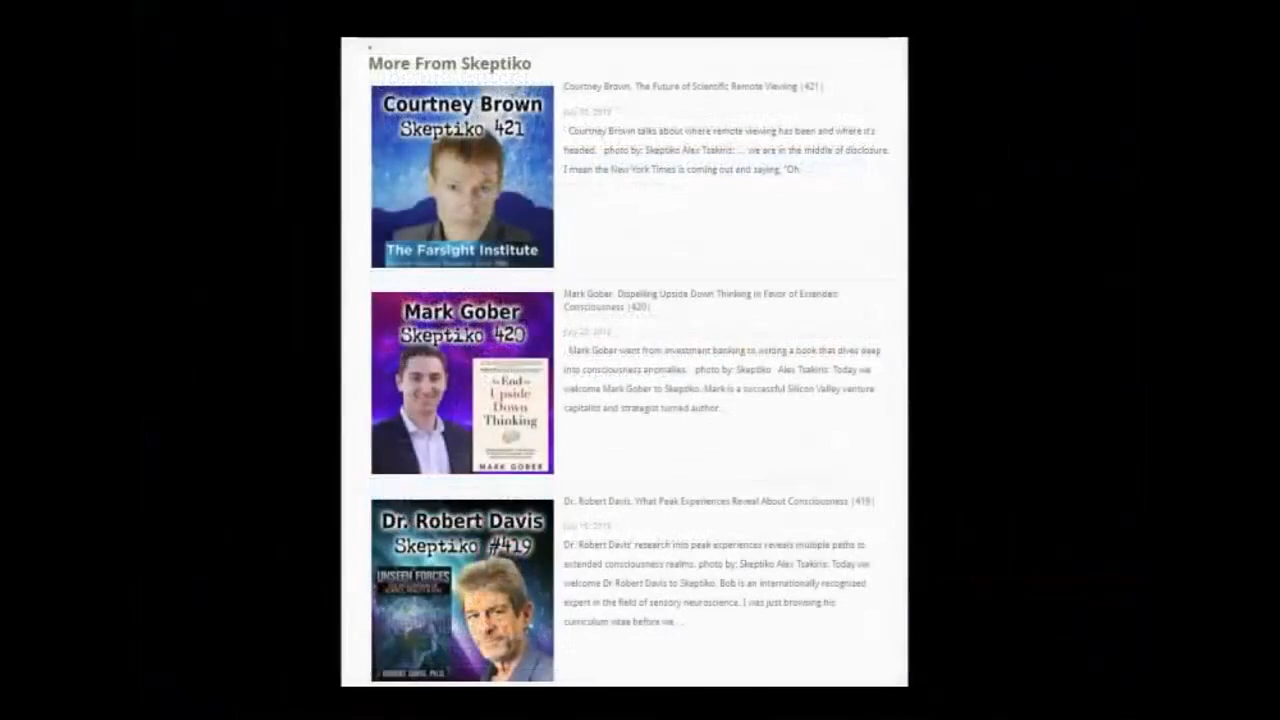 More From Skeptiko
Courtney Brown
Skeptiko 421
The Farsight Institute
Courtney Brown, The Future of Scientific Remote Viewing |421|
Courtney Brown talks about where remote viewing has been and where it's
headed. photo by: Skeptiko Alex Tsakiris: ... we are in the middle of disclosure.
I mean the New York Times is coming out and saying, "Oh ...
Mark Gober
Skeptiko 420
An End to
Upside
Down
Thinking
MARK GOBER
Mark Gober, Dispelling Upside Down Thinking in Favor of Extended
Consciousness |420|
Mark Gober went from investment banking to writing a book that dives deep
into consciousness anomalies. photo by: Skeptiko Alex Tsakiris: Today we
welcome Mark Gober to Skeptiko. Mark is a successful Silicon Valley venture
capitalist and strategist turned author...
Dr. Robert Davis
Skeptiko #419
UNSEEN FORCES
ROBERT DAVIS, PH.D.
Dr. Robert Davis, What Peak Experiences Reveal About Consciousness |419|
Dr. Robert Davis' research into peak experiences reveals multiple paths to
extended consciousness realms. photo by: Skeptiko Alex Tsakiris: Today we
welcome Dr Robert Davis to Skeptiko. Bob is an internationally recognized
expert in the field of sensory neuroscience. I was just browsing his
curriculum vitae before we ...